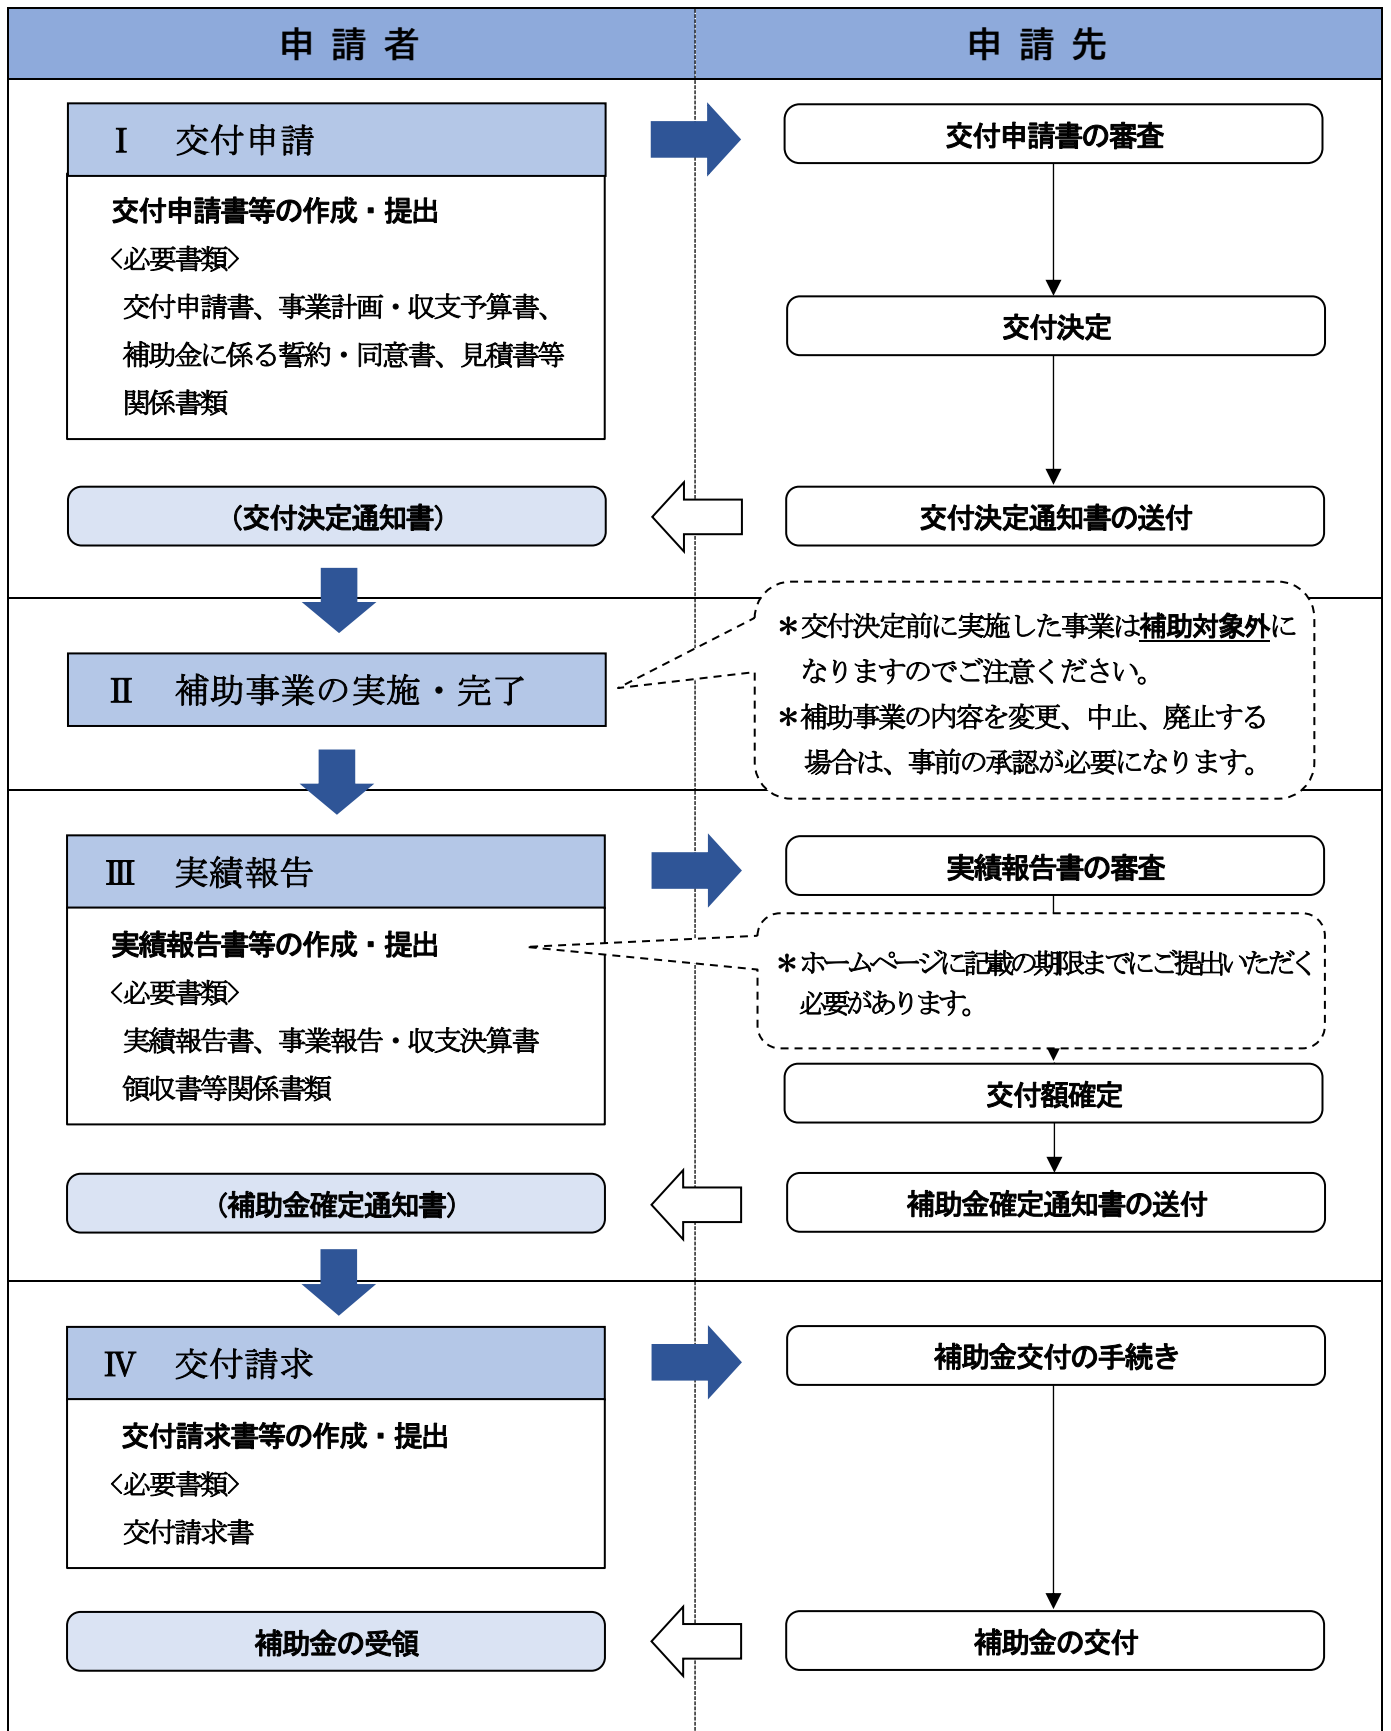 申請者
申請先
Ⅰ 交付申請
交付申請書等の作成・提出
<必要書類>
交付申請書、事業計画・収支予算書、
補助金に係る誓約・同意書、見積書等
関係書類
交付申請書の審査
交付決定
(交付決定通知書)
交付決定通知書の送付
Ⅱ 補助事業の実施・完了
*交付決定前に実施した事業は補助対象外に
なりますのでご注意ください。
*補助事業の内容を変更、中止、廃止する
場合は、事前の承認が必要になります。
Ⅲ 実績報告
実績報告書等の作成・提出
<必要書類>
実績報告書、事業報告・収支決算書
領収書等関係書類
実績報告書の審査
*ホームページに記載の期限までにご提出いただく
必要があります。
交付額確定
(補助金確定通知書)
補助金確定通知書の送付
Ⅳ 交付請求
交付請求書等の作成・提出
<必要書類>
交付請求書
補助金交付の手続き
補助金の受領
補助金の交付